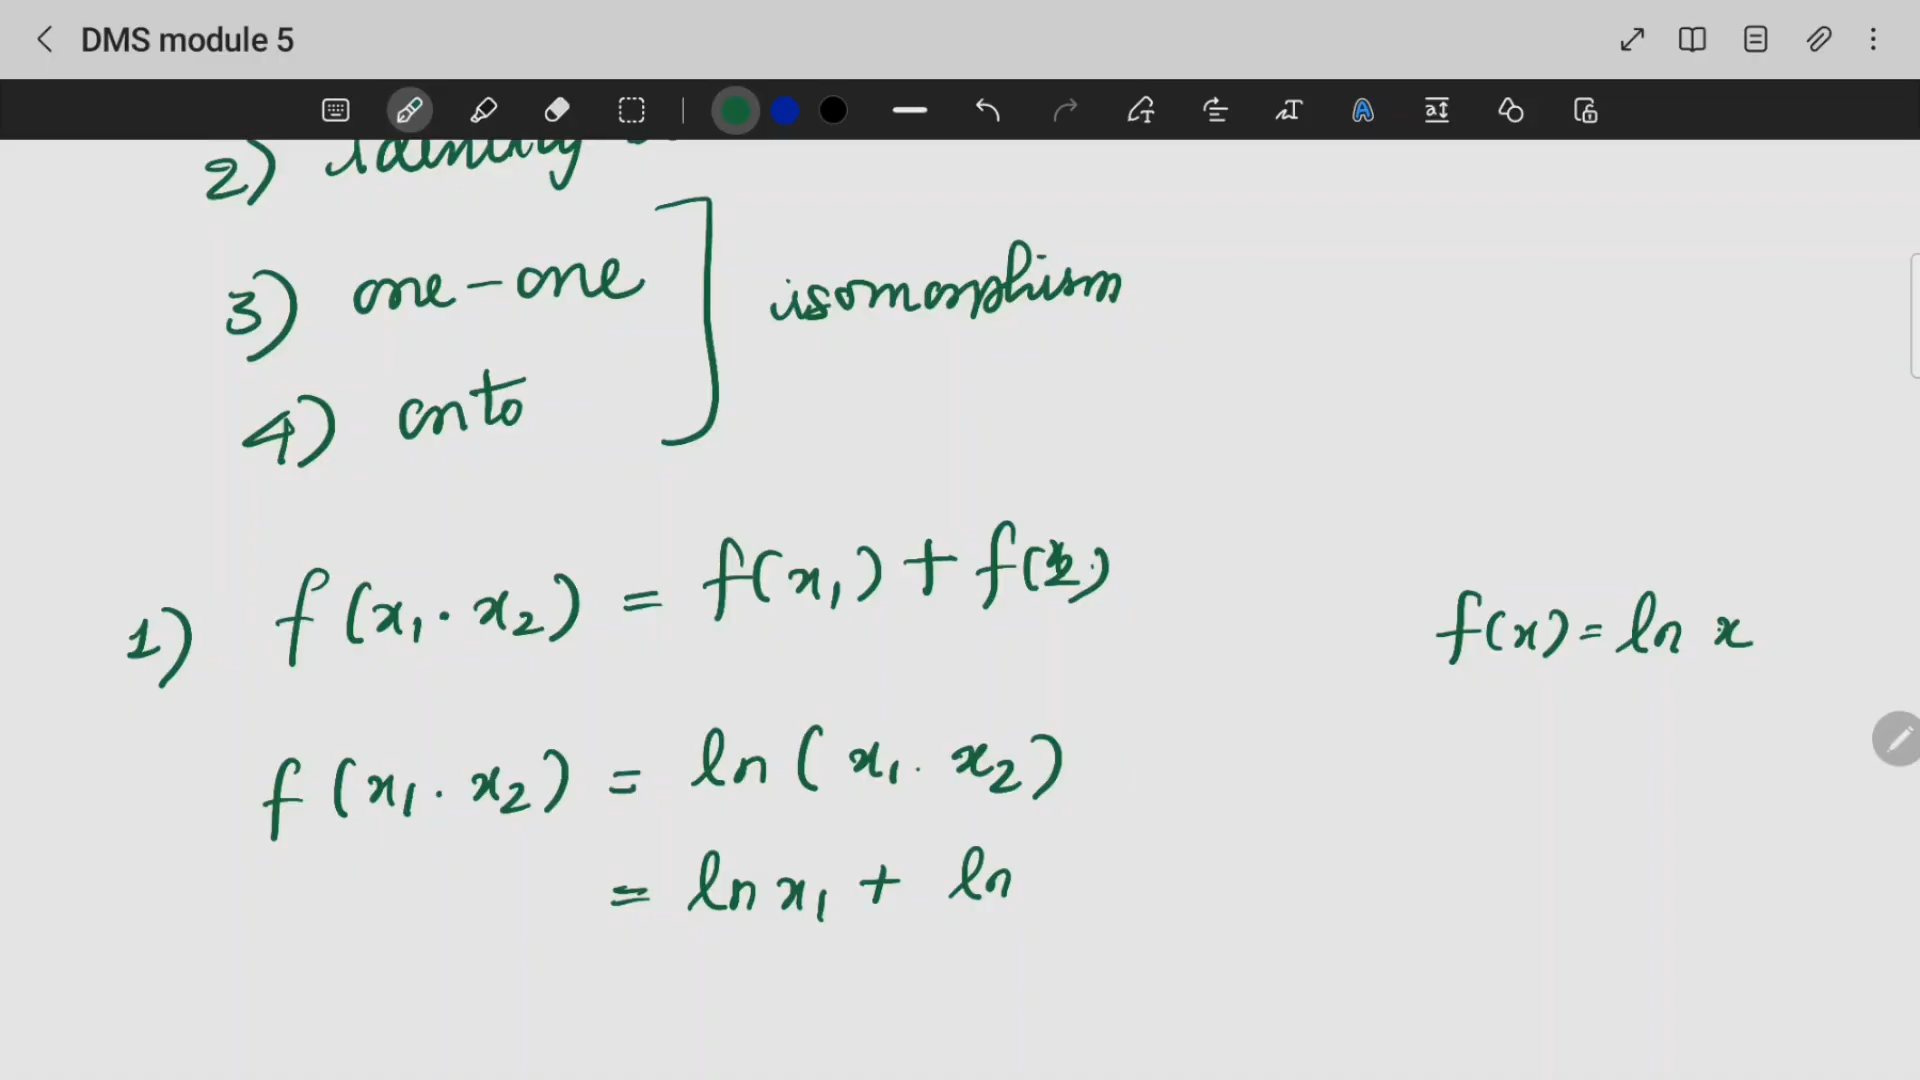 DMS module 5
2) identity
3) one-one
isomorphism
4) onto
1) f(x₁·x₂) = f(x₁) + f(x₂)
f(x) = ln x
f(x₁·x₂) = ln(x₁·x₂)
= ln x₁ + ln